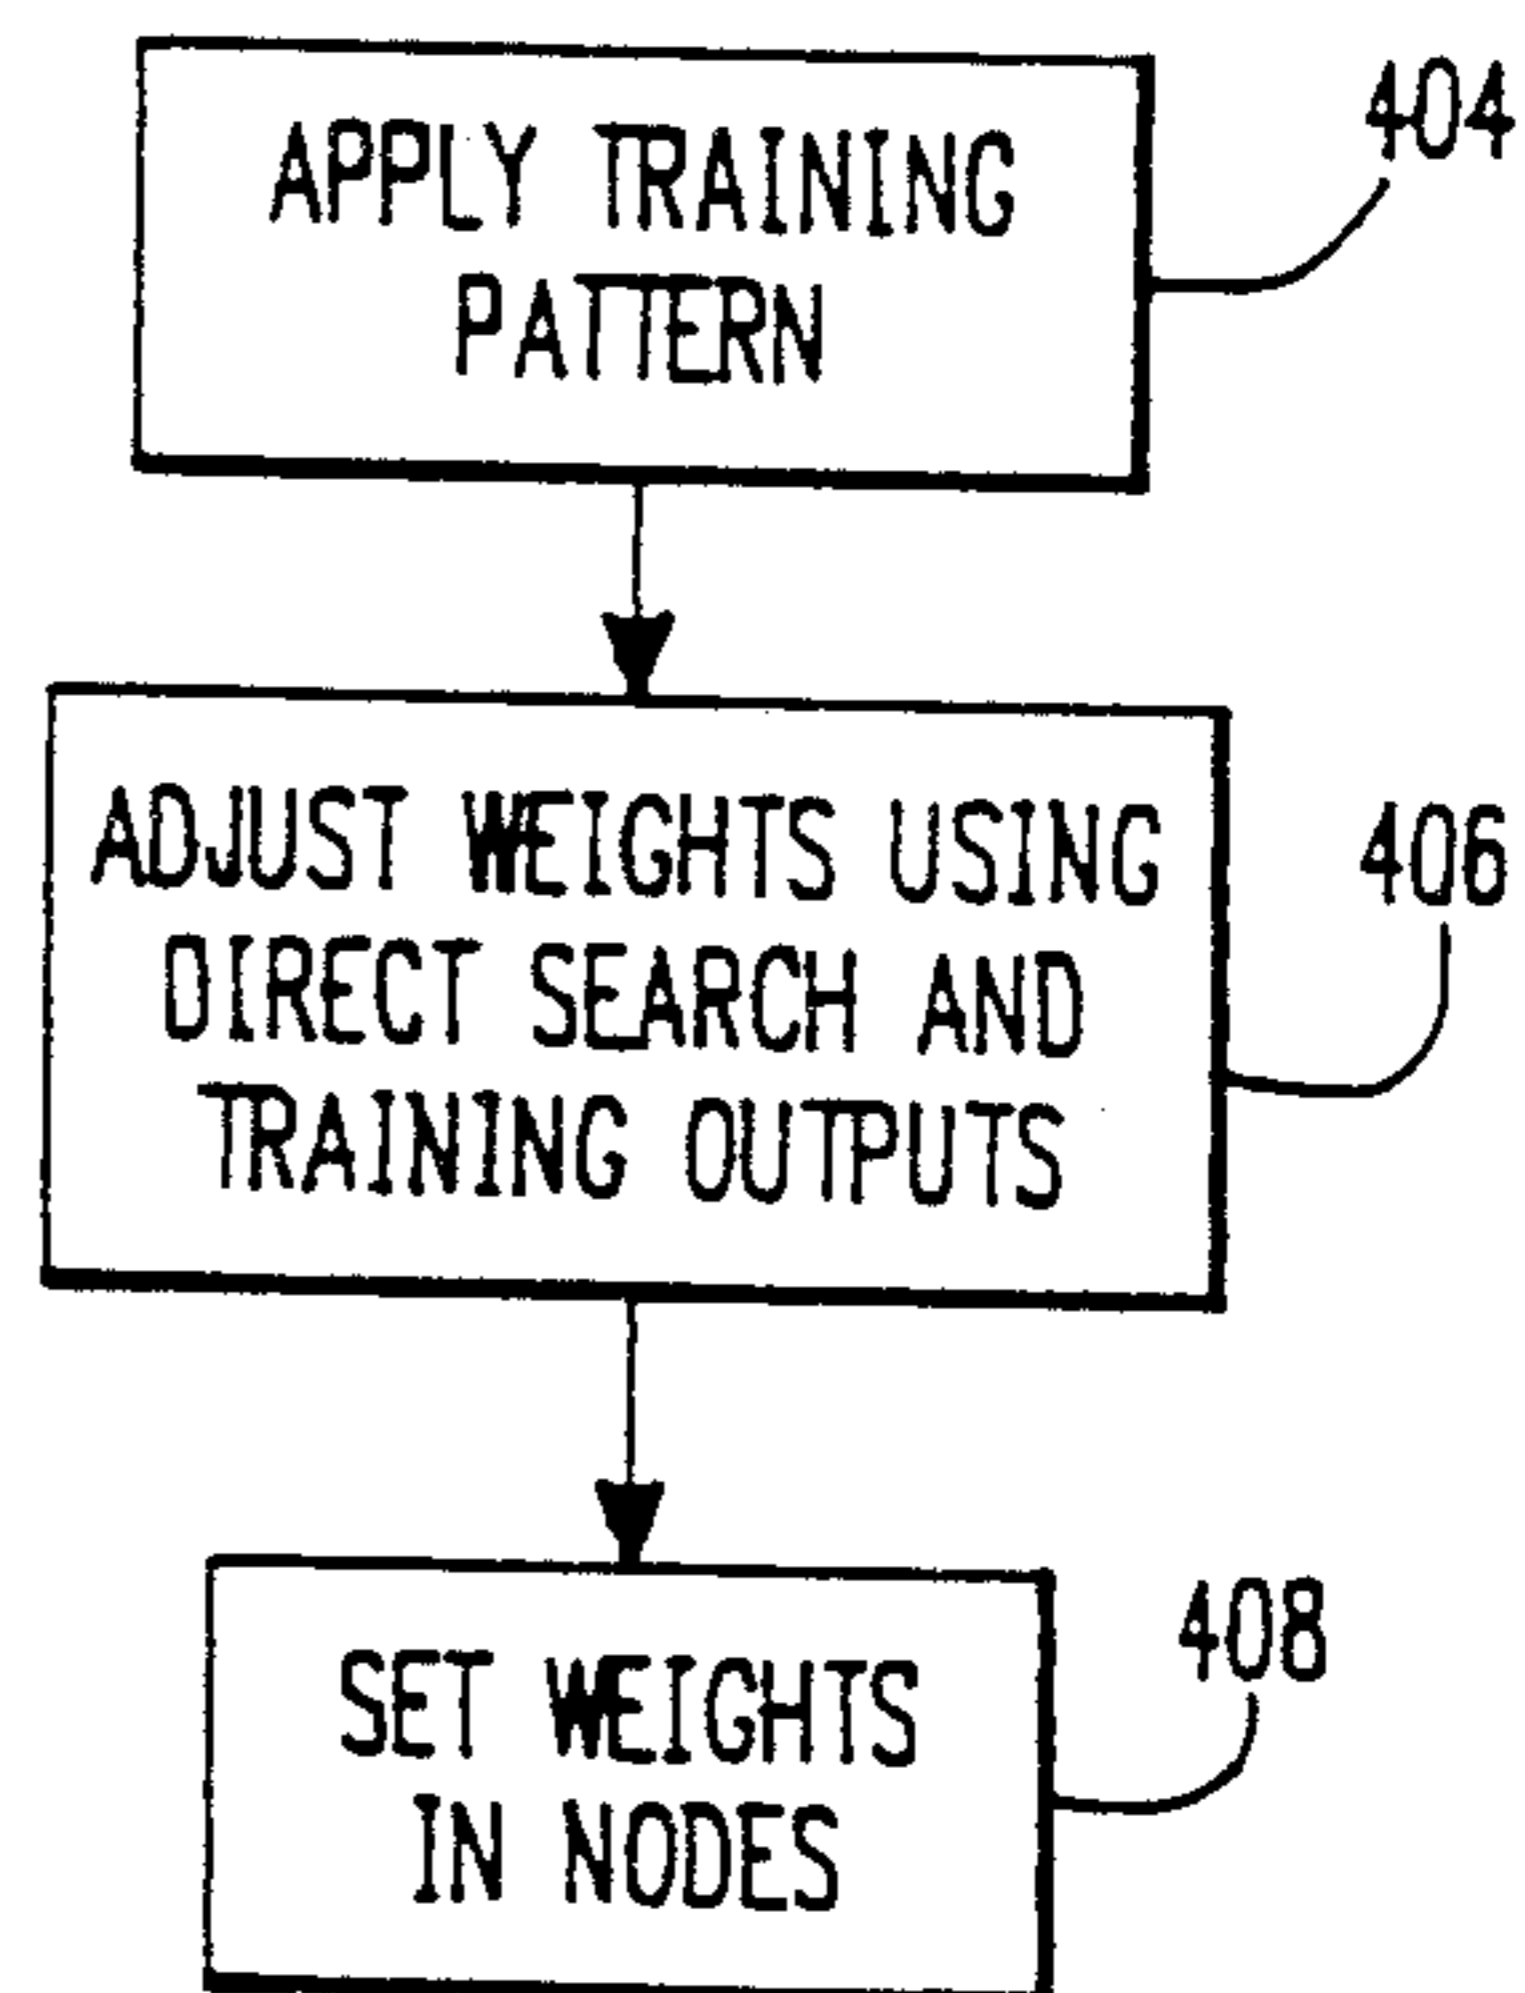 APPLY TRAINING
PATTERN
404
ADJUST WEIGHTS USING
DIRECT SEARCH AND
TRAINING OUTPUTS
406
SET WEIGHTS
IN NODES
408